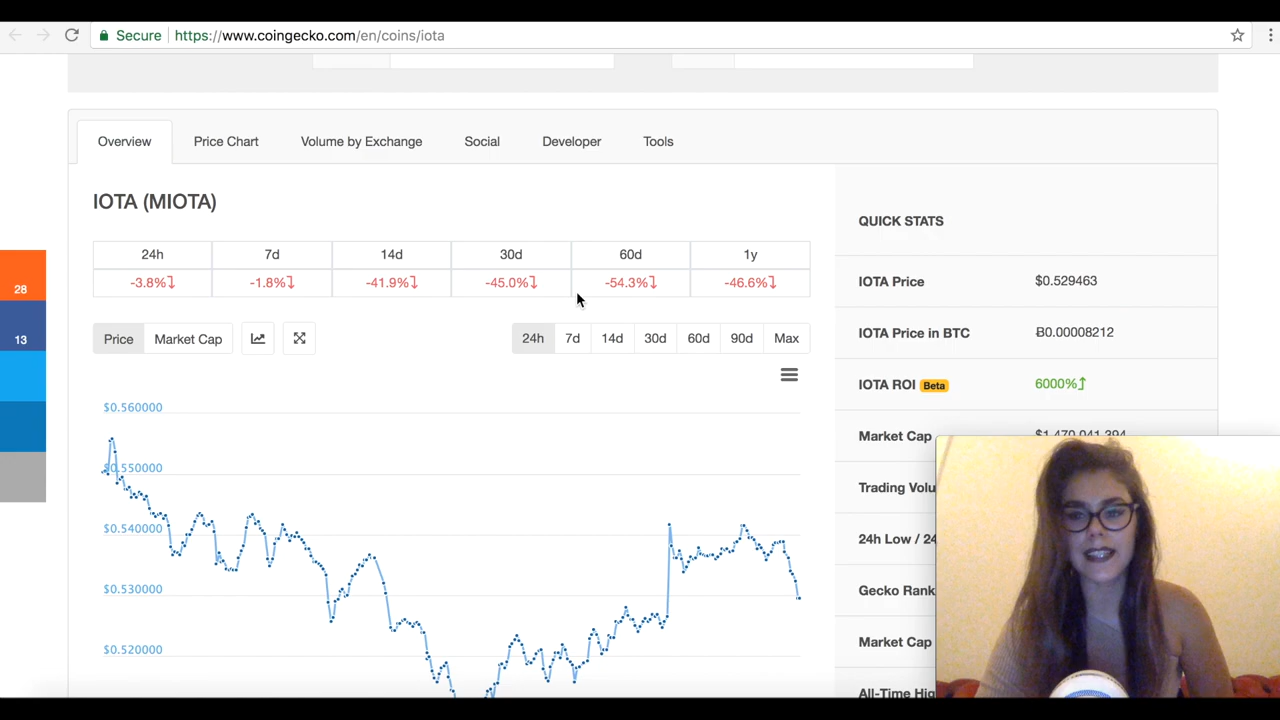 Secure https://www.coingecko.com/en/coins/iota
Overview Price Chart Volume by Exchange Social Developer Tools
IOTA (MIOTA)
24h 7d 14d 30d 60d 1y
-3.8% -1.8% -41.9% -45.0% -54.3% -46.6%
Price Market Cap 24h 7d 14d 30d 60d 90d Max
$0.560000
$0.550000
$0.540000
$0.530000
$0.520000
28
13
QUICK STATS
IOTA Price $0.529463
IOTA Price in BTC Ƀ0.00008212
IOTA ROI Beta 6000%
Market Cap
Trading Volu
24h Low / 24
Gecko Rank
Market Cap
All-Time Hig